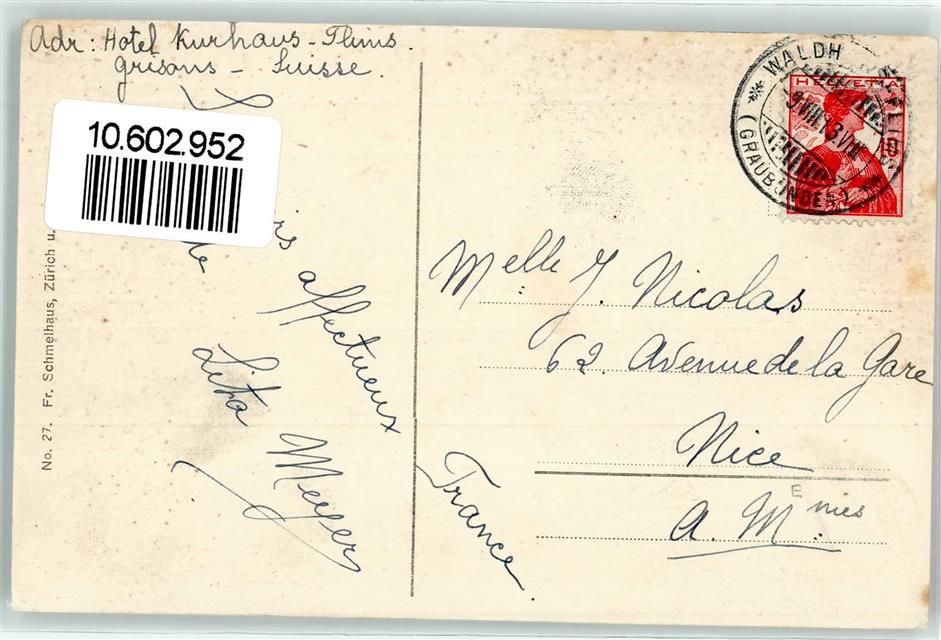 Adr: Hotel Kurhaus-Flims.
Grisons - Suisse.
10.602.952
affectueux
Lita Meyer
No. 27. Fr. Schmelhaus, Zürich u.
WALDH
(GRAUBÜNDEN)
HELVETIA
10
Melle J. Nicolas
62. Avenue de la Gare
Nice
A. Mmes
E
France